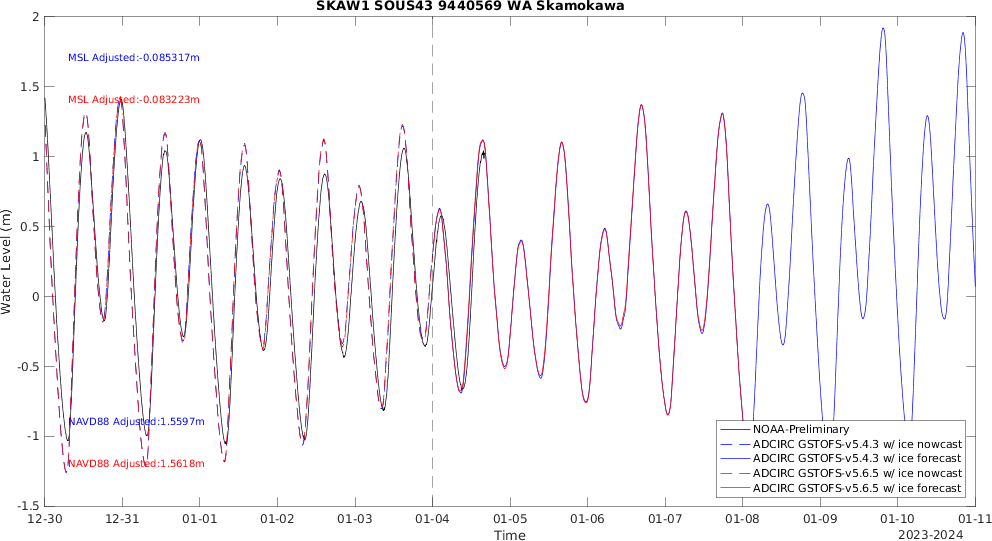 SKAW1 SOUS43 9440569 WA Skamokawa
MSL Adjusted:-0.085317m
MSL Adjusted:-0.083223m
NAVD88 Adjusted:1.5597m
NAVD88 Adjusted:1.5618m
Water Level (m)
2
1.5
1
0.5
0
-0.5
-1
-1.5
12-30 12-31 01-01 01-02 01-03 01-04 01-05 01-06 01-07 01-08 01-09 01-10 01-11
Time
2023-2024
NOAA-Preliminary
ADCIRC GSTOFS-v5.4.3 w/ ice nowcast
ADCIRC GSTOFS-v5.4.3 w/ ice forecast
ADCIRC GSTOFS-v5.6.5 w/ ice nowcast
ADCIRC GSTOFS-v5.6.5 w/ ice forecast